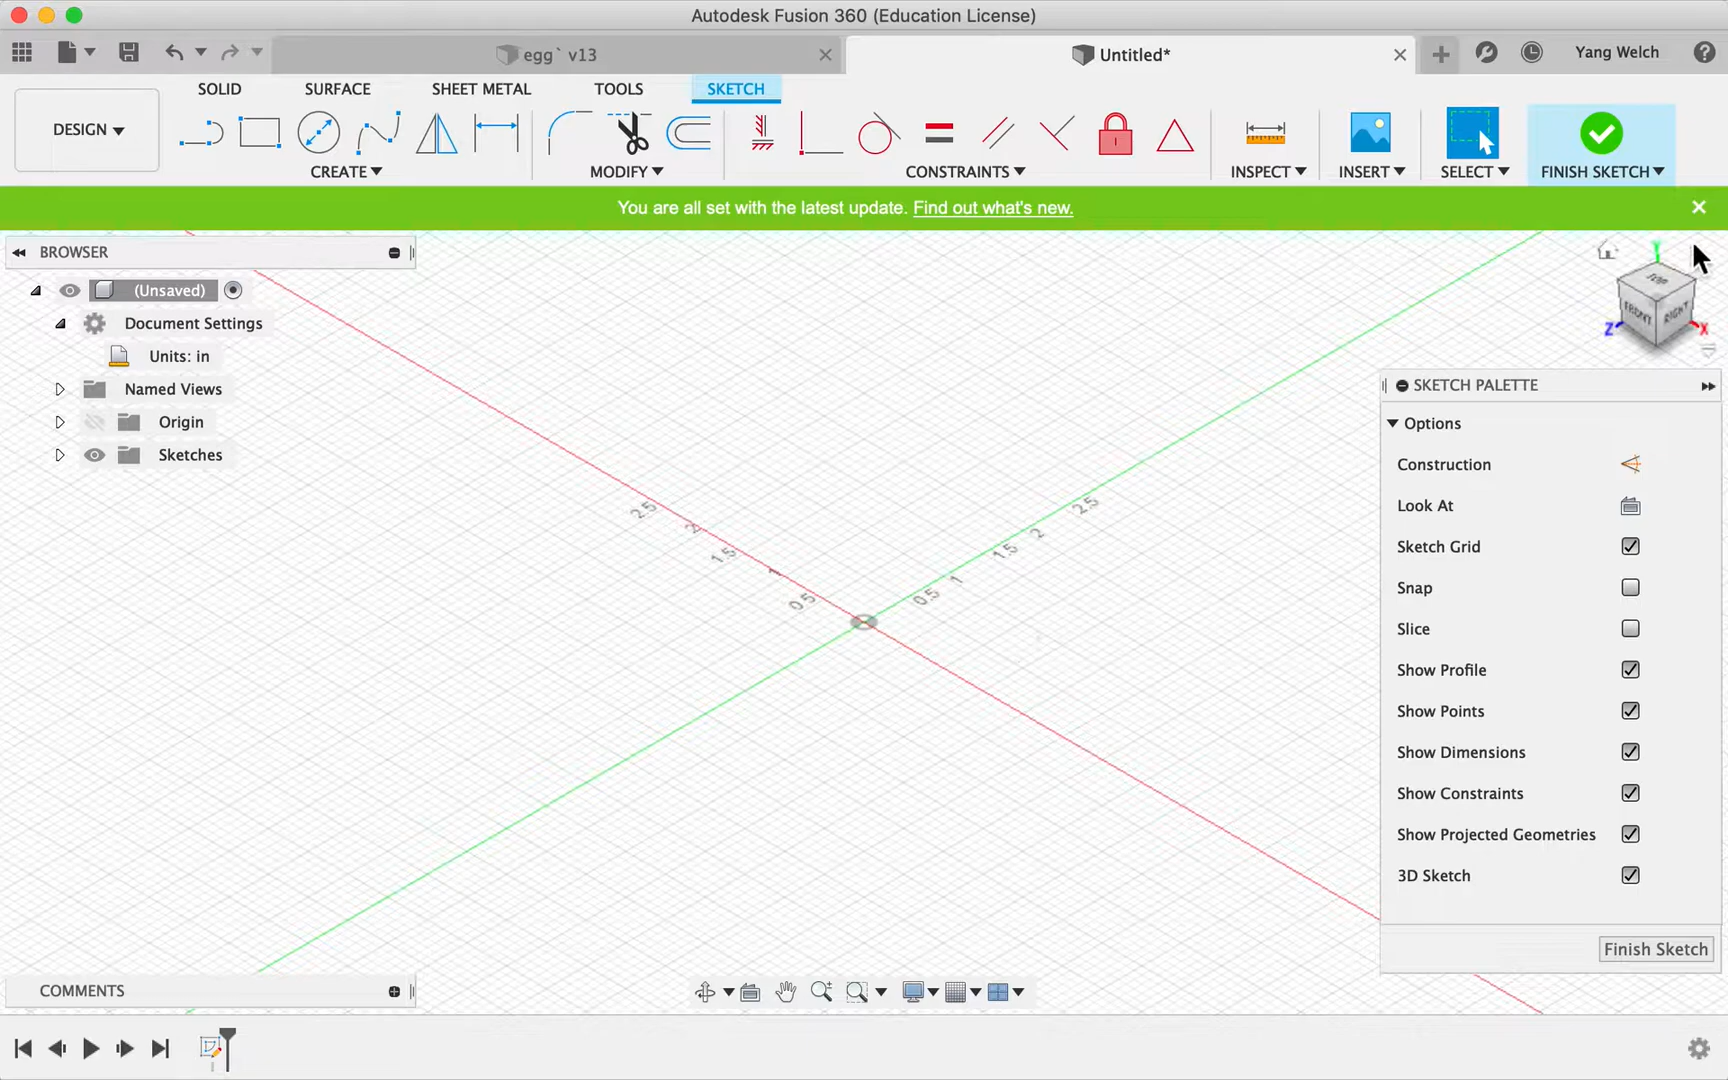 Autodesk Fusion 360 (Education License)
egg` v13
Untitled*
Yang Welch
DESIGN
SOLID
SURFACE
SHEET METAL
TOOLS
SKETCH
CREATE
MODIFY
CONSTRAINTS
INSPECT
INSERT
SELECT
FINISH SKETCH
You are all set with the latest update. Find out what's new.
BROWSER
(Unsaved)
Document Settings
Units: in
Named Views
Origin
Sketches
2.5
2
1.5
1
0.5
0.5
1
1.5
2
2.5
Y
TOP
FRONT
RIGHT
Z
X
SKETCH PALETTE
Options
Construction
Look At
Sketch Grid
Snap
Slice
Show Profile
Show Points
Show Dimensions
Show Constraints
Show Projected Geometries
3D Sketch
Finish Sketch
COMMENTS